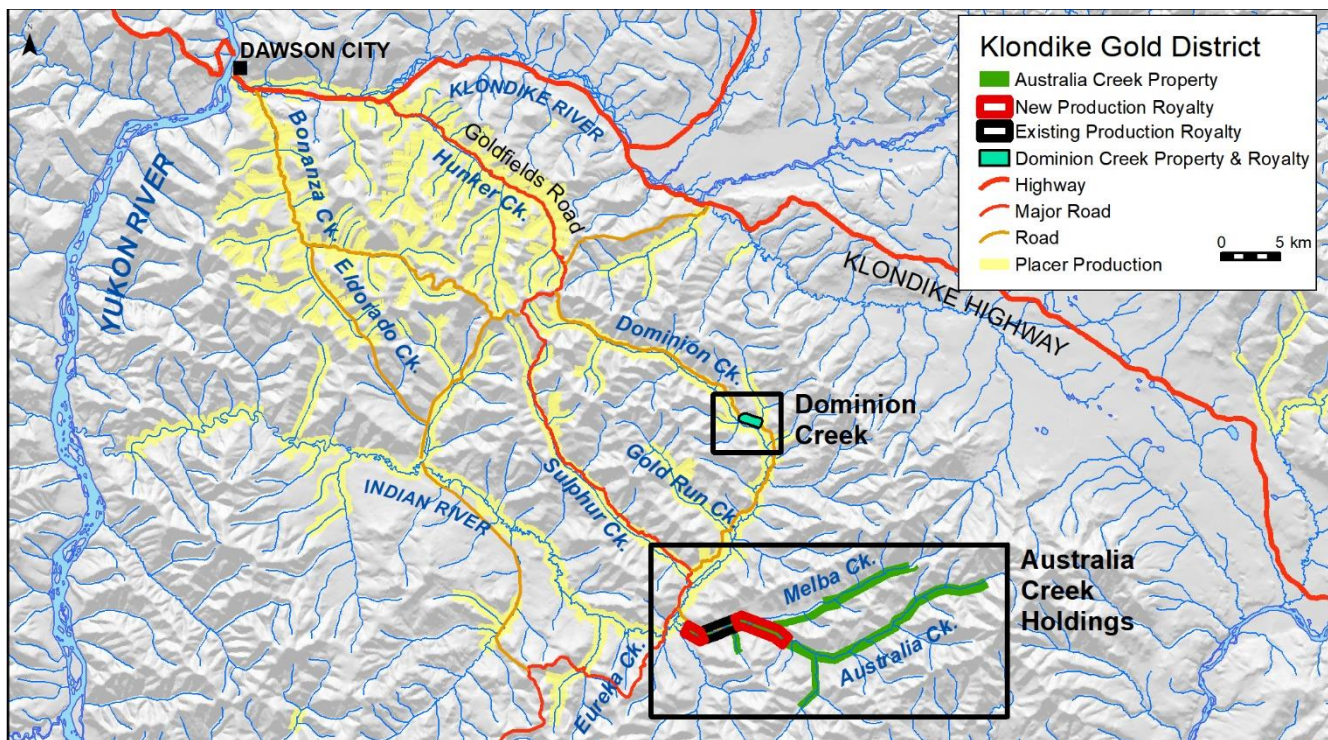 DAWSON CITY
KLONDIKE RIVER
Goldfields Road
Bonanza Ck.
Hunker Ck.
YUKON RIVER
Eldorado Ck.
KLONDIKE HIGHWAY
Dominion Ck.
Dominion
Creek
Gold Run Ck.
Sulphur Ck.
INDIAN RIVER
Eureka Ck.
Melba Ck.
Australia Ck.
Australia
Creek
Holdings
Klondike Gold District
Australia Creek Property
New Production Royalty
Existing Production Royalty
Dominion Creek Property & Royalty
Highway
Major Road
Road
Placer Production
0 5 km